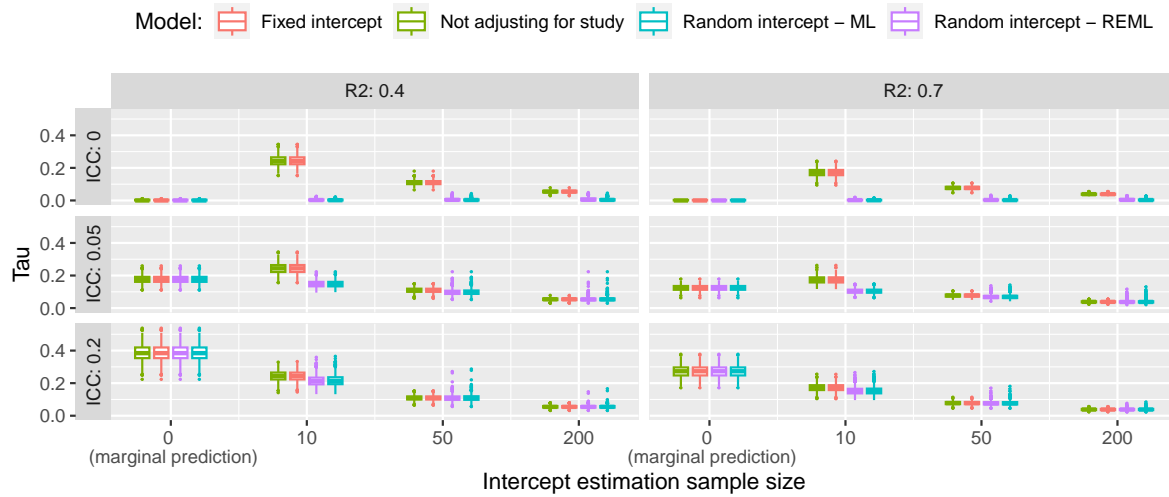 Model: Fixed intercept Not adjusting for study Random intercept – ML Random intercept – REML
R2: 0.4 R2: 0.7
ICC: 0
0.4
0.2
0.0
ICC: 0.05
0.4
0.2
0.0
ICC: 0.2
0.4
0.2
0.0
Tau
0 10 50 200 0 10 50 200
(marginal prediction) (marginal prediction)
Intercept estimation sample size